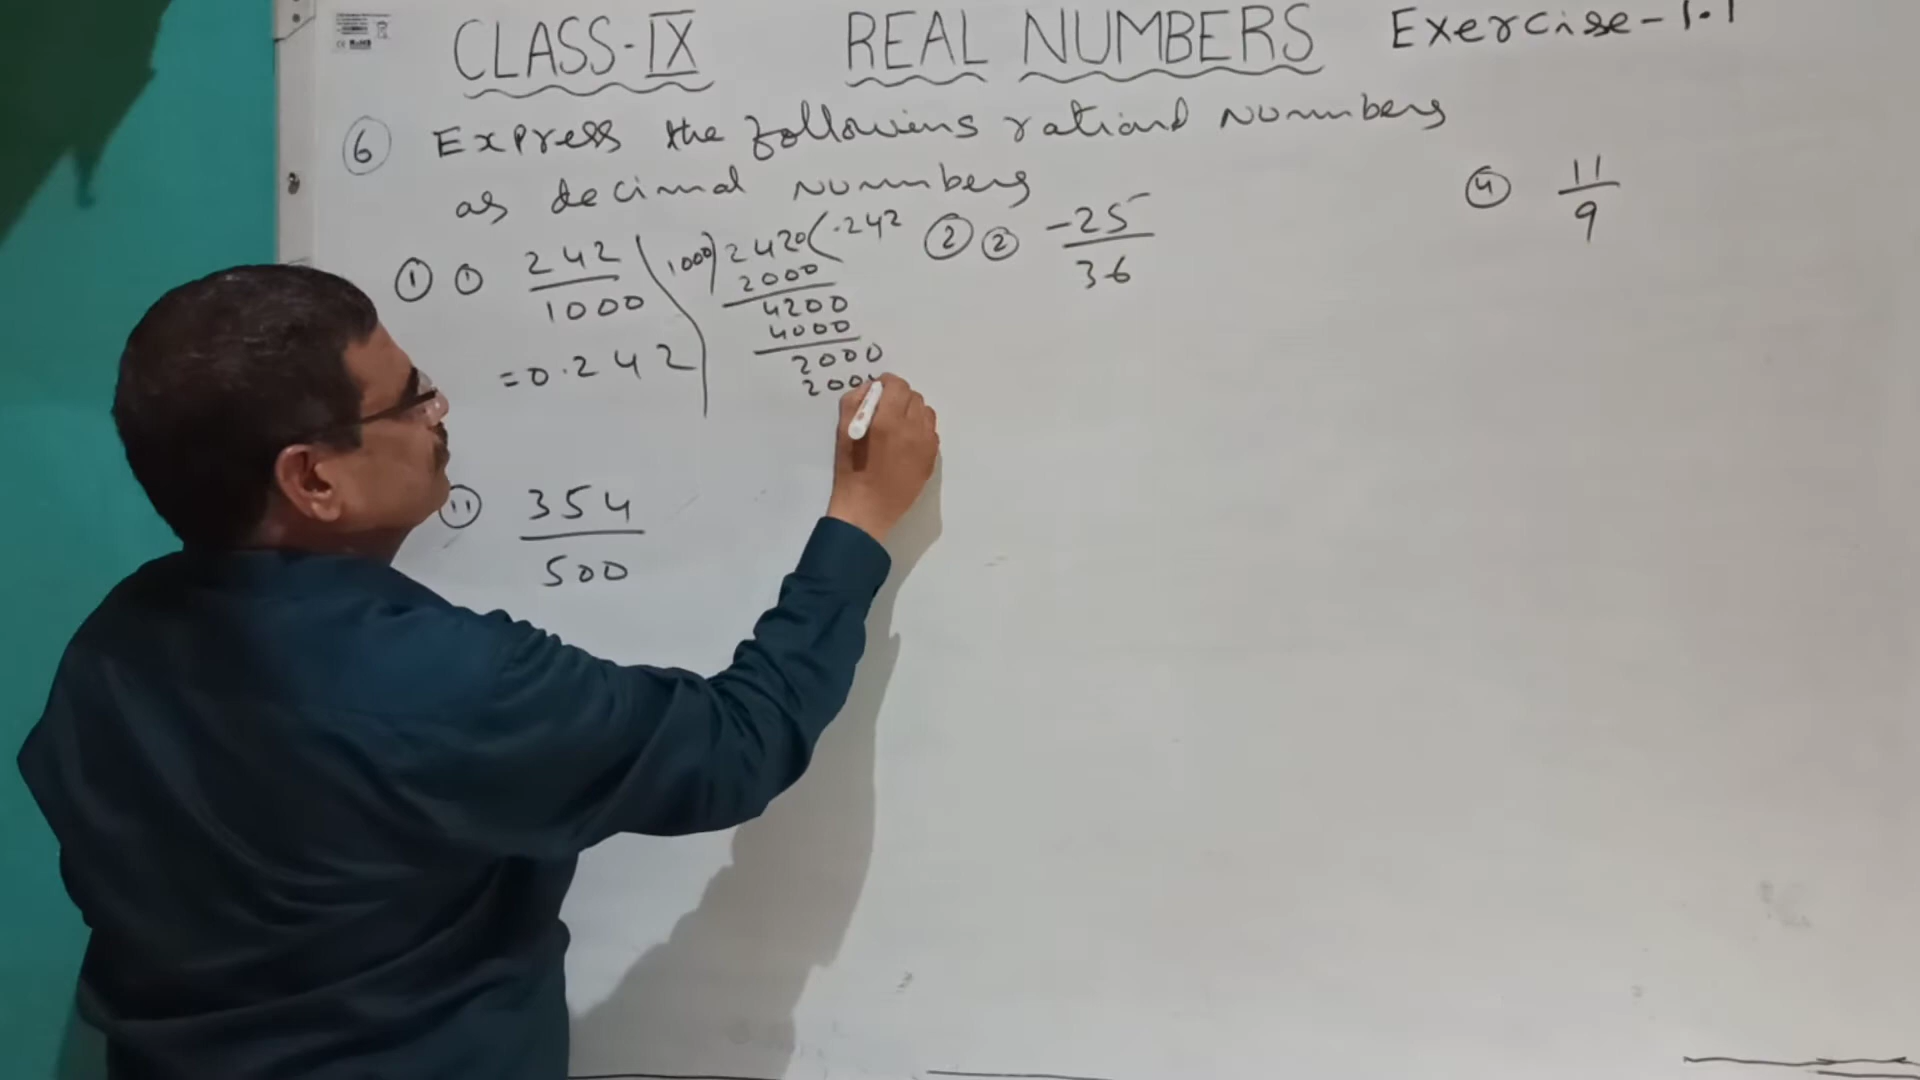 CLASS-IX REAL NUMBERS Exercise-1.1
6 Express the following rational Numbers
as decimal Numbers
1 1 242/1000
= 0.242
1000)2420(.242
2000
4200
4000
2000
200
2 2 -25/36
4 11/9
11 354/500